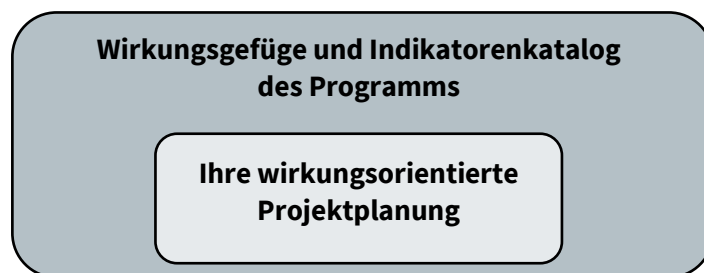 Wirkungsgefüge und Indikatorenkatalog
des Programms
Ihre wirkungsorientierte
Projektplanung